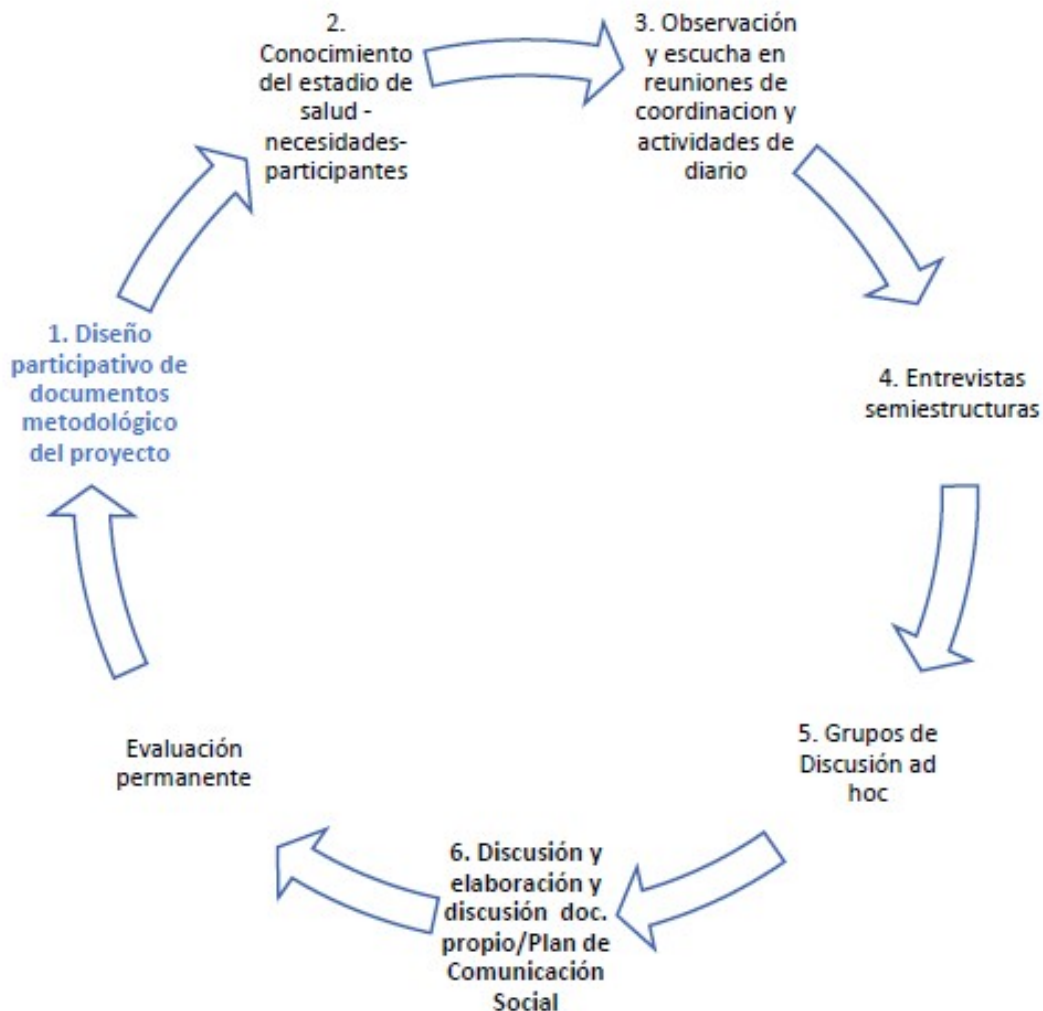 1. Diseño
participativo de
documentos
metodológico
del proyecto
2.
Conocimiento
del estadio de
salud -
necesidades-
participantes
3. Observación
y escucha en
reuniones de
coordinacion y
actividades de
diario
4. Entrevistas
semiestructuras
5. Grupos de
Discusión ad
hoc
6. Discusión y
elaboración y
discusión doc.
propio/Plan de
Comunicación
Social
Evaluación
permanente